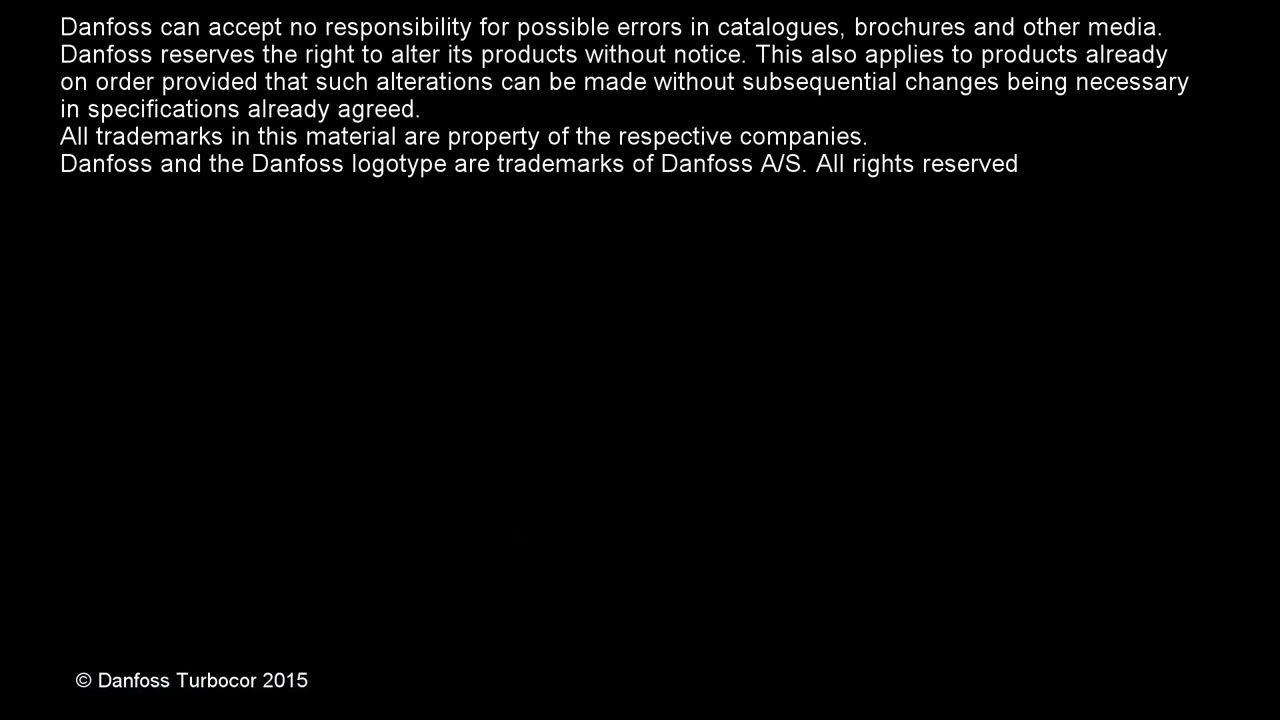 Danfoss can accept no responsibility for possible errors in catalogues, brochures and other media.
Danfoss reserves the right to alter its products without notice. This also applies to products already
on order provided that such alterations can be made without subsequential changes being necessary
in specifications already agreed.
All trademarks in this material are property of the respective companies.
Danfoss and the Danfoss logotype are trademarks of Danfoss A/S. All rights reserved
© Danfoss Turbocor 2015